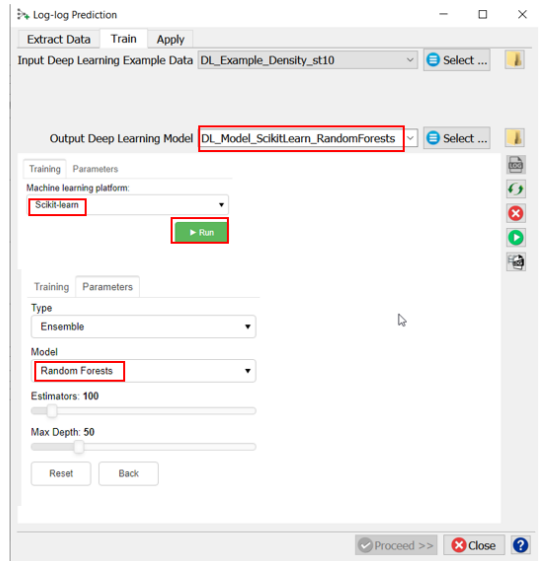 Log-log Prediction
Extract Data Train Apply
Input Deep Learning Example Data DL_Example_Density_st10 Select ...
Output Deep Learning Model DL_Model_ScikitLearn_RandomForests Select ...
Training Parameters
Machine learning platform:
Scikit-learn
Run
Training Parameters
Type
Ensemble
Model
Random Forests
Estimators: 100
Max Depth: 50
Reset Back
Proceed >> Close ?